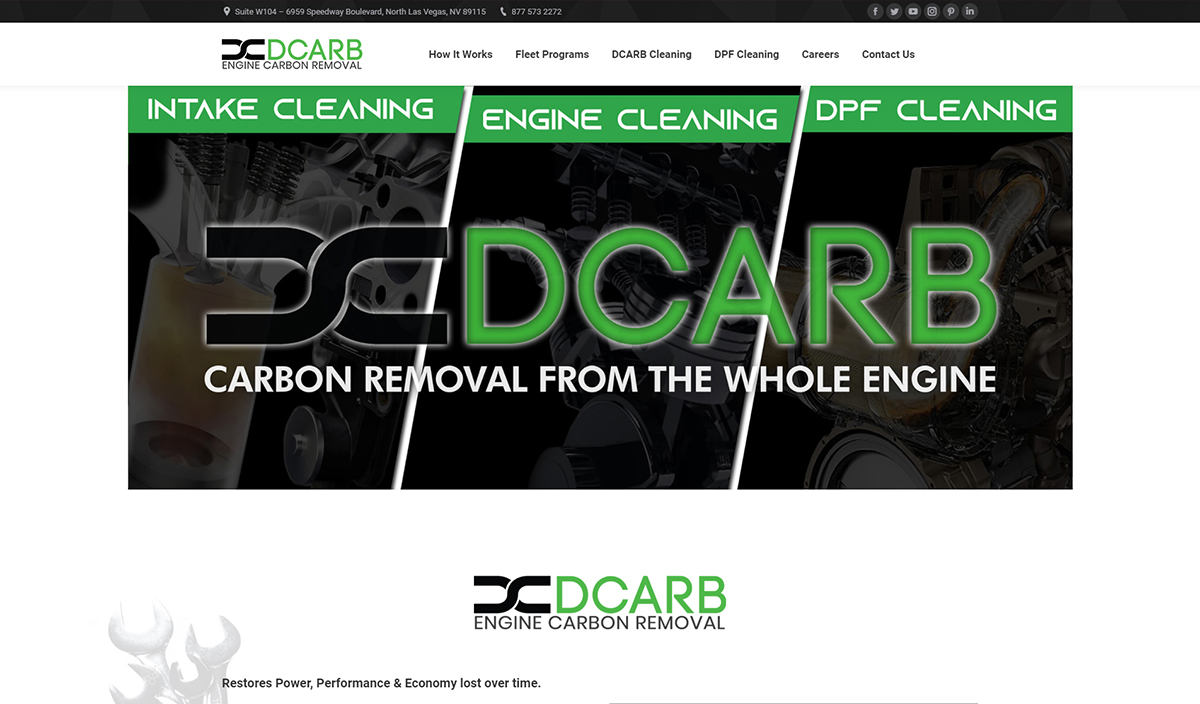 Suite W104 – 6959 Speedway Boulevard, North Las Vegas, NV 89115 877 573 2272
DCARB
ENGINE CARBON REMOVAL
How It Works Fleet Programs DCARB Cleaning DPF Cleaning Careers Contact Us
INTAKE CLEANING
ENGINE CLEANING
DPF CLEANING
DCARB
CARBON REMOVAL FROM THE WHOLE ENGINE
DCARB
ENGINE CARBON REMOVAL
Restores Power, Performance & Economy lost over time.